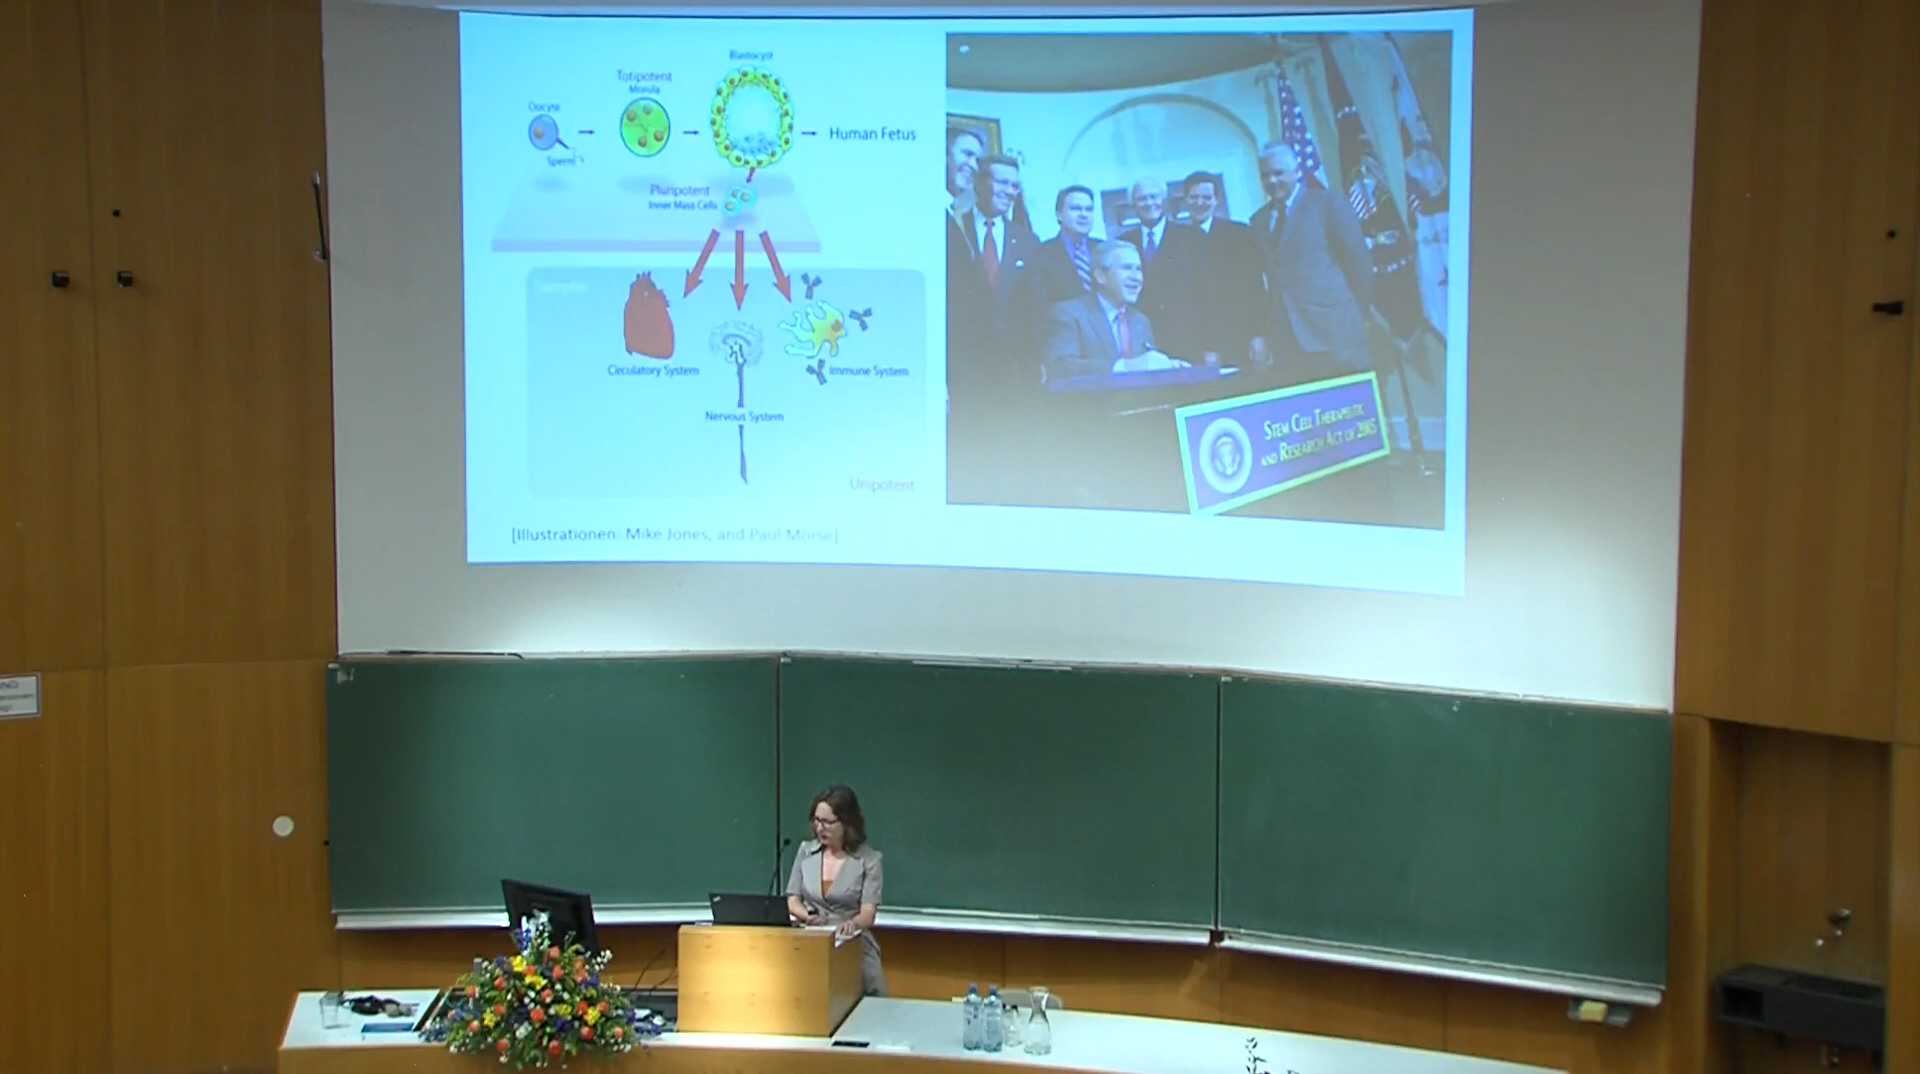 Blastocyst
Totipotent
Morula
Oocyte
Sperm
Human Fetus
Pluripotent
Inner Mass Cells
Circulatory System
Immune System
Nervous System
Unipotent
[Illustrationen: Mike Jones, and Paul Morse]
STEM CELL THERAPEUTIC
AND RESEARCH ACT OF 2005